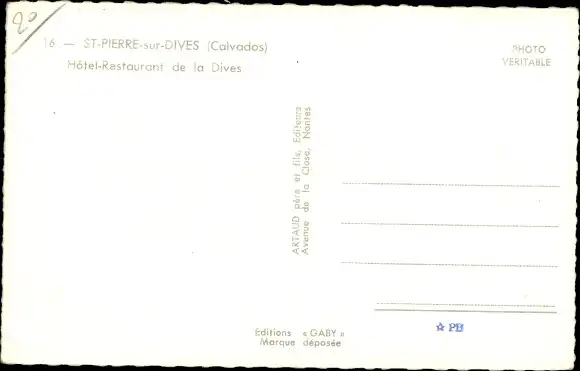 20
16 — ST-PIERRE-sur-DIVES (Calvados)
Hôtel-Restaurant de la Dives
PHOTO
VERITABLE
ARTAUD père et fils, Editeurs
Avenue de la Close, Nantes
Editions « GABY »
Marque déposée
☆ PB